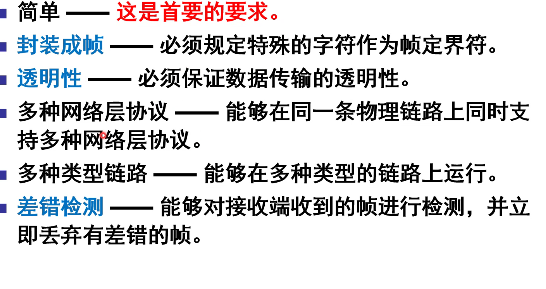 简单 —— 这是首要的要求。
封装成帧 —— 必须规定特殊的字符作为帧定界符。
透明性 —— 必须保证数据传输的透明性。
多种网络层协议 —— 能够在同一条物理链路上同时支
持多种网络层协议。
多种类型链路 —— 能够在多种类型的链路上运行。
差错检测 —— 能够对接收端收到的帧进行检测，并立
即丢弃有差错的帧。